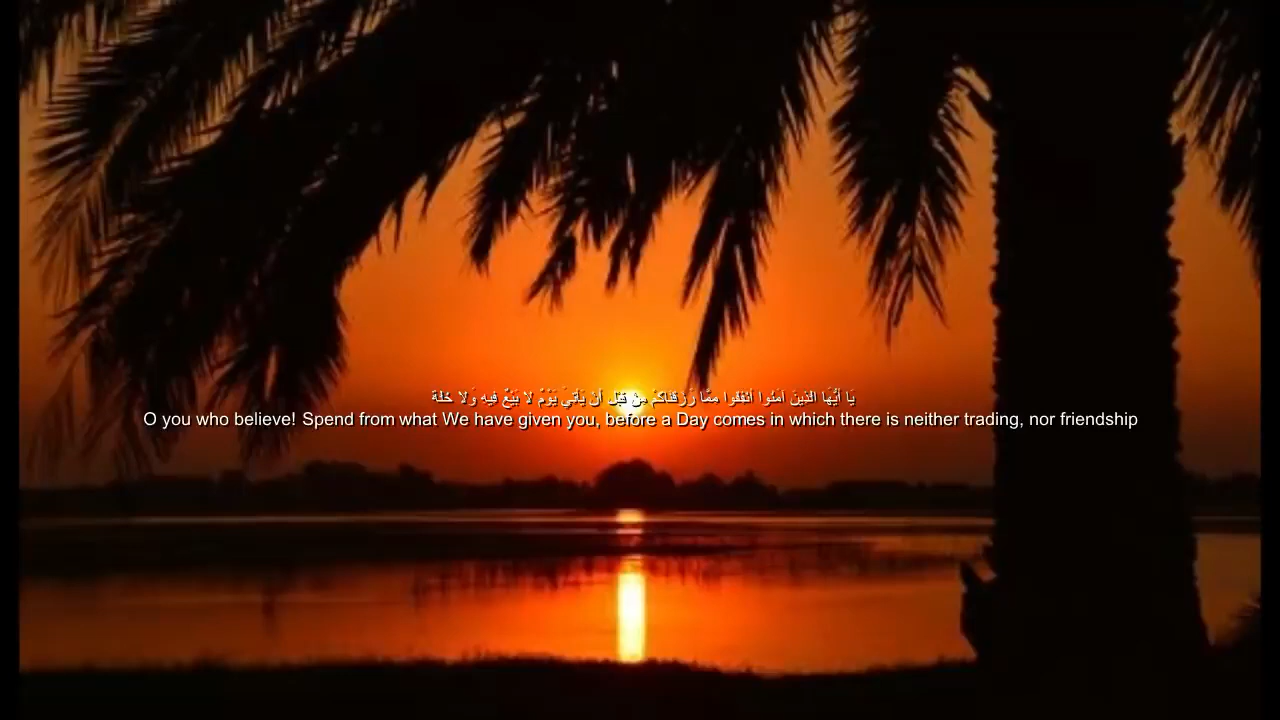 يَا أَيُّهَا الَّذِينَ آمَنُوا أَنْفِقُوا مِمَّا رَزَقْنَاكُمْ مِنْ قَبْلِ أَنْ يَأْتِيَ يَوْمٌ لَا بَيْعٌ فِيهِ وَلَا خُلَّةٌ
O you who believe! Spend from what We have given you, before a Day comes in which there is neither trading, nor friendship